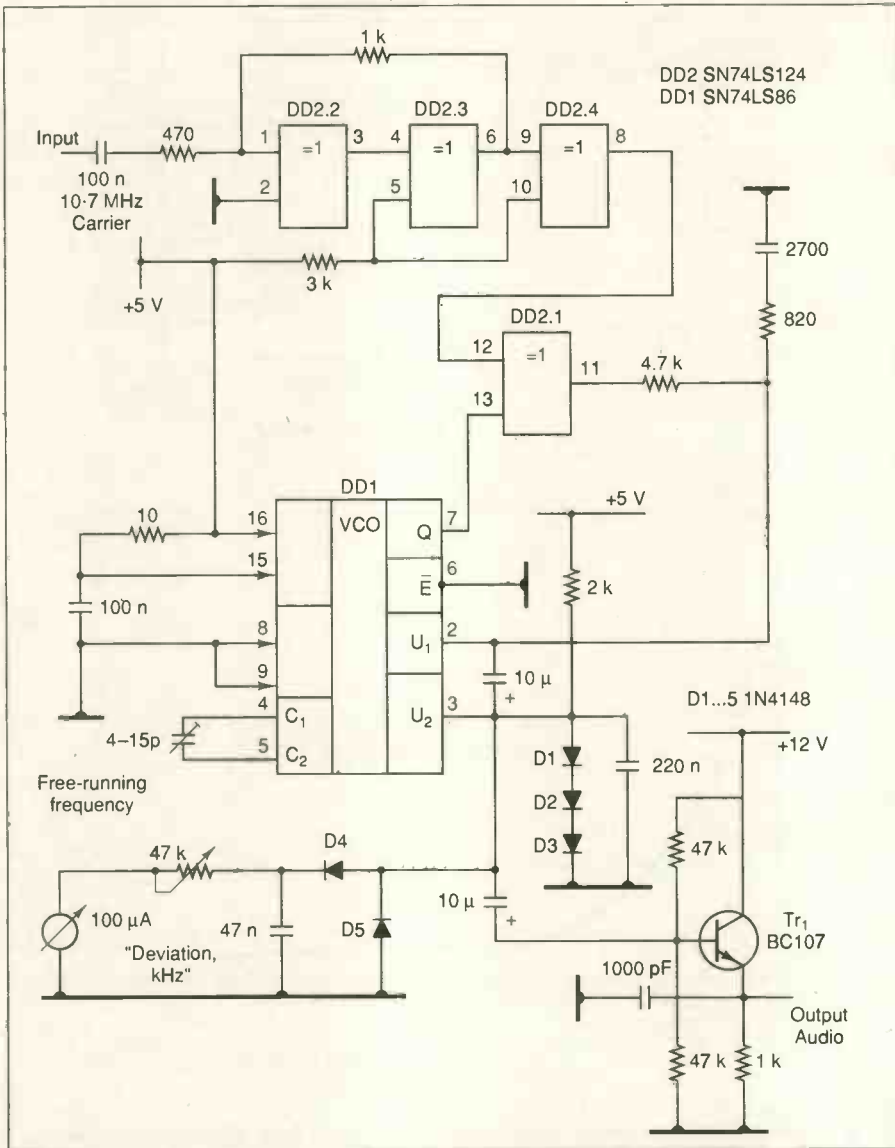 1 k
DD2 SN74LS124
DD1 SN74LS86
DD2.2
DD2.3
DD2.4
Input
470
1
=1
3
4
=1
6
9
=1
8
100 n
10·7 MHz
Carrier
2
5
10
+5 V
3 k
2700
820
DD2.1
12
=1
11
4.7 k
13
DD1
+5 V
10
16
VCO
Q
7
15
6
E̅
2 k
100 n
8
U₁
2
9
10 µ
+
D1...5 1N4148
4
C₁
U₂
3
+12 V
4–15p
5
C₂
D1
220 n
D2
Free-running
frequency
D3
47 k
D4
47 k
10 µ
+
Tr₁
BC107
100 µA
47 n
D5
"Deviation,
kHz"
1000 pF
Output
Audio
47 k
1 k